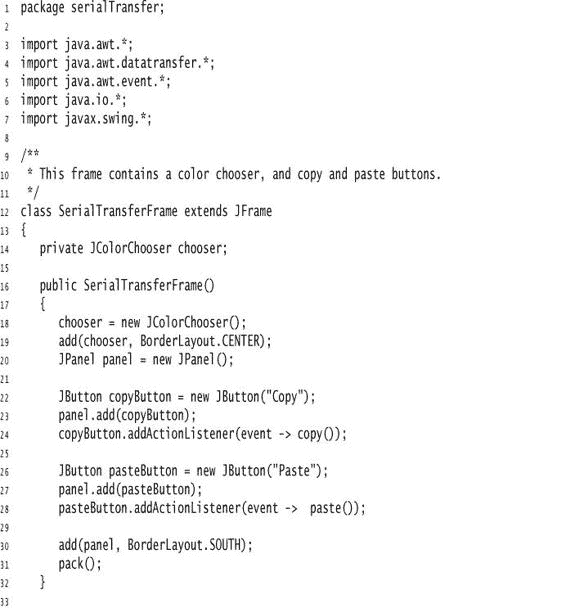 1 package serialTransfer;
2
3 import java.awt.*;
4 import java.awt.datatransfer.*;
5 import java.awt.event.*;
6 import java.io.*;
7 import javax.swing.*;
8
9 /**
10  * This frame contains a color chooser, and copy and paste buttons.
11  */
12 class SerialTransferFrame extends JFrame
13 {
14    private JColorChooser chooser;
15
16    public SerialTransferFrame()
17    {
18       chooser = new JColorChooser();
19       add(chooser, BorderLayout.CENTER);
20       JPanel panel = new JPanel();
21
22       JButton copyButton = new JButton("Copy");
23       panel.add(copyButton);
24       copyButton.addActionListener(event -> copy());
25
26       JButton pasteButton = new JButton("Paste");
27       panel.add(pasteButton);
28       pasteButton.addActionListener(event ->  paste());
29
30       add(panel, BorderLayout.SOUTH);
31       pack();
32    }
33